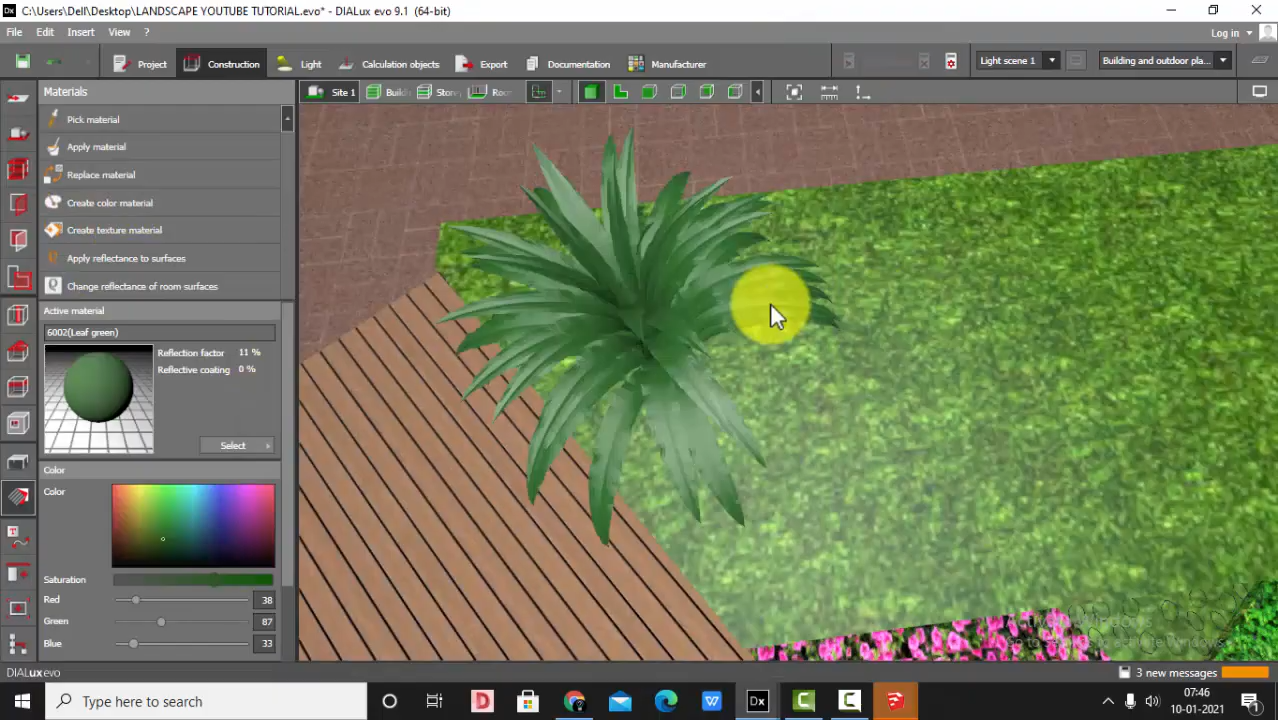 C:\Users\Dell\Desktop\LANDSCAPE YOUTUBE TUTORIAL.evo* - DIALux evo 9.1 (64-bit)
File Edit Insert View ?
Log in
Project Construction Light Calculation objects Export Documentation Manufacturer
Light scene 1
Building and outdoor pla...
Materials
Site 1
Pick material
Apply material
Replace material
Create color material
Create texture material
Apply reflectance to surfaces
Change reflectance of room surfaces
Active material
6002(Leaf green)
Reflection factor 11 %
Reflective coating 0 %
Select
Color
Color
Saturation
Red 38
Green 87
Blue 33
Activate Windows
DIALux evo
3 new messages
Type here to search
07:46
10-01-2021